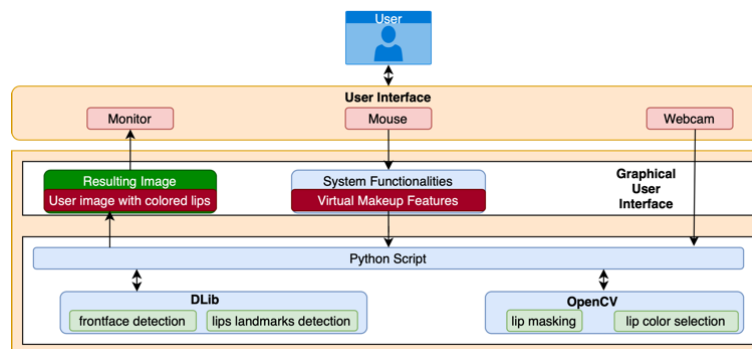 User
User Interface
Monitor
Mouse
Webcam
Resulting Image
User image with colored lips
System Functionalities
Virtual Makeup Features
Graphical
User
Interface
Python Script
DLib
frontface detection
lips landmarks detection
OpenCV
lip masking
lip color selection